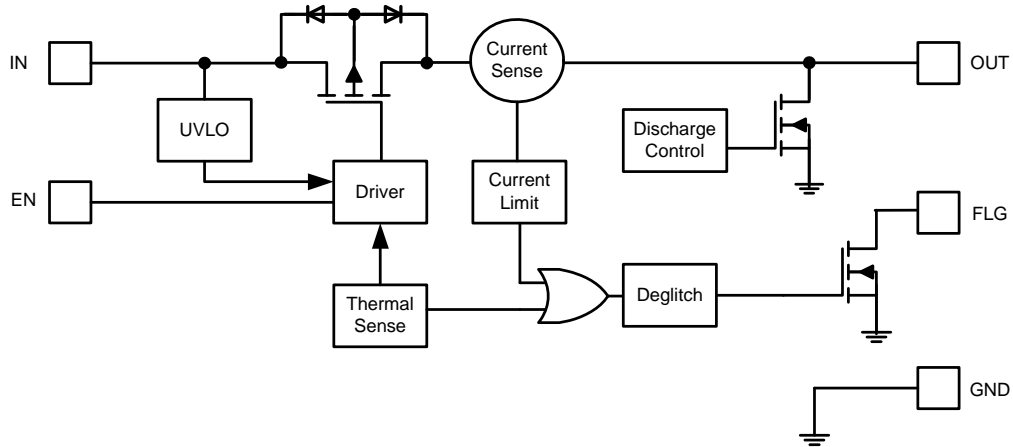 IN
Current
Sense
OUT
UVLO
Discharge
Control
EN
Driver
Current
Limit
FLG
Thermal
Sense
Deglitch
GND